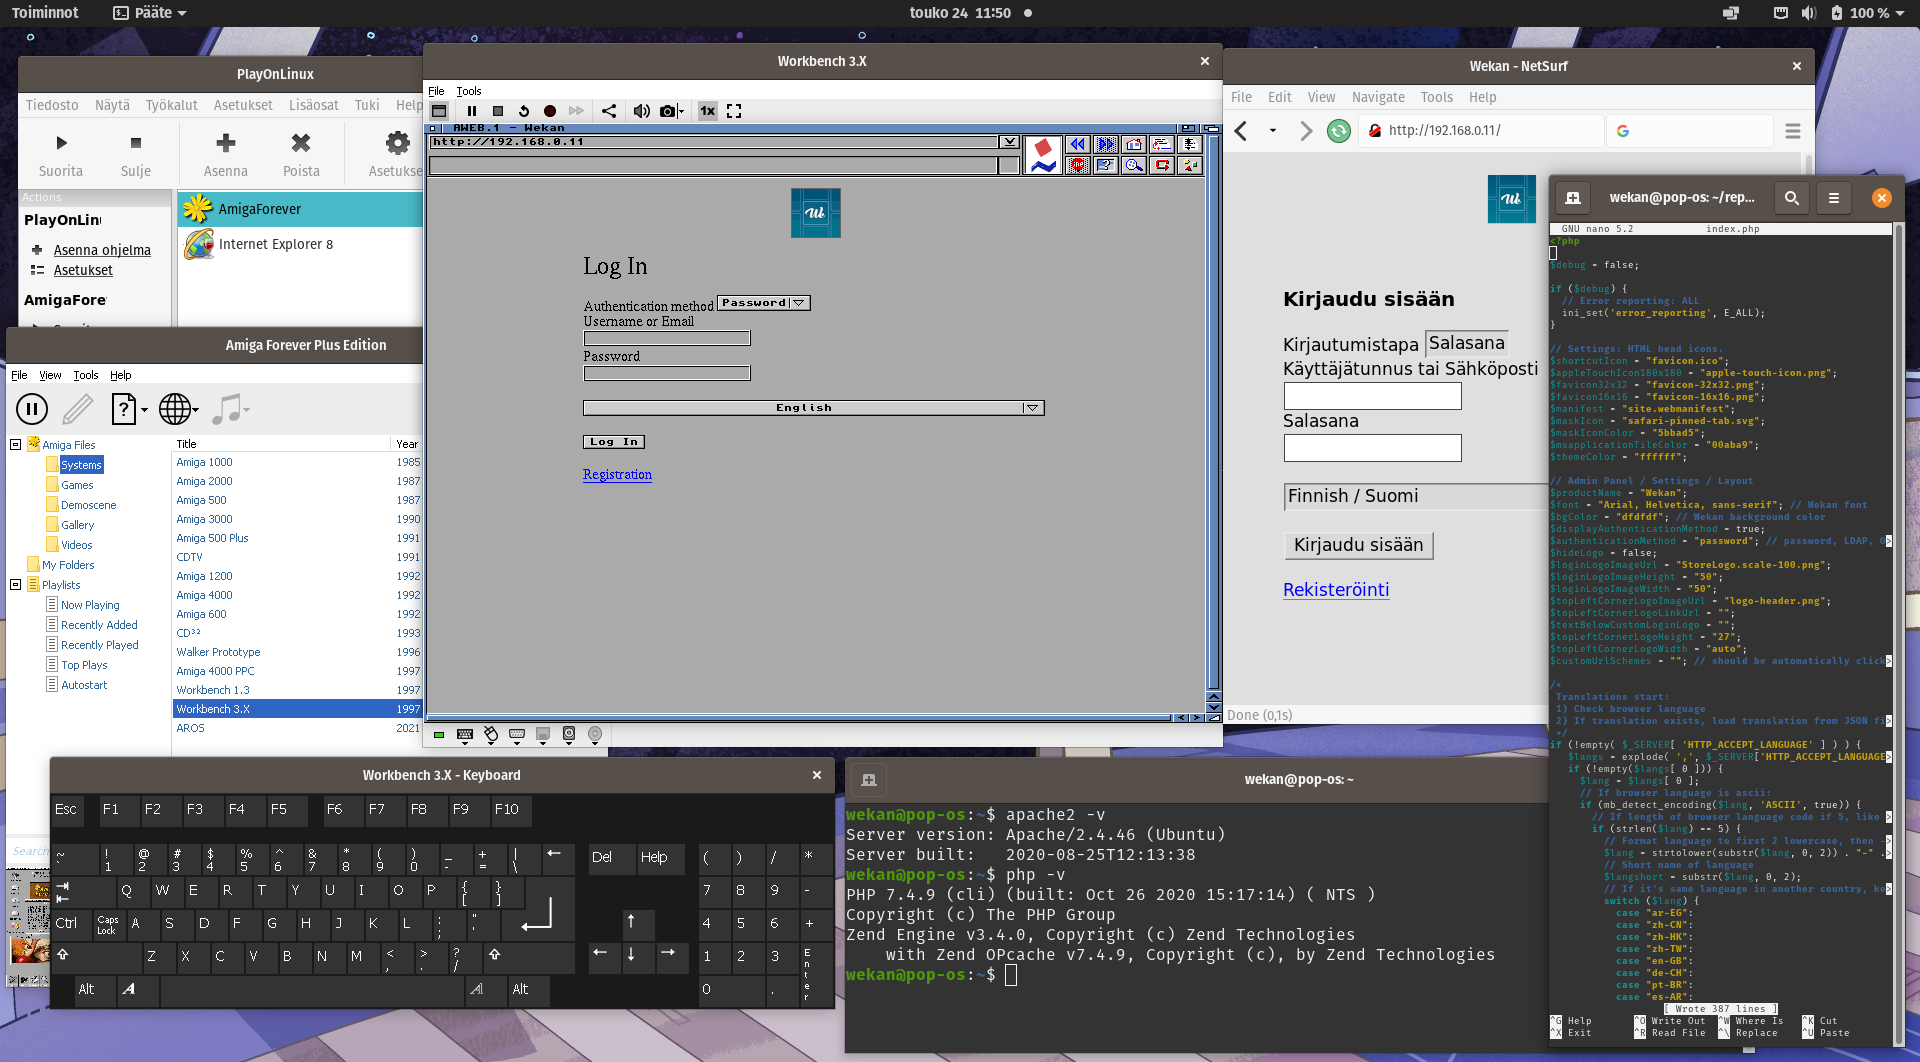 Toiminnot
Pääte
touko 24 11:50
100 %
PlayOnLinux
Tiedosto Näytä Työkalut Asetukset Lisäosat Tuki Help
Suorita Sulje Asenna Poista Asetukse
Actions
PlayOnLin
Asenna ohjelma
Asetukset
AmigaFore
AmigaForever
Internet Explorer 8
Amiga Forever Plus Edition
File View Tools Help
Amiga Files
Systems
Games
Demoscene
Gallery
Videos
My Folders
Playlists
Now Playing
Recently Added
Recently Played
Top Plays
Autostart
Search
Title Year
Amiga 1000 1985
Amiga 2000 1987
Amiga 500 1987
Amiga 3000 1990
Amiga 500 Plus 1991
CDTV 1991
Amiga 1200 1992
Amiga 4000 1992
Amiga 600 1992
CD³² 1993
Walker Prototype 1996
Amiga 4000 PPC 1997
Workbench 1.3 1997
Workbench 3.X 1997
AROS 2021
Workbench 3.X
File Tools
1x
AWEB.1 - Wekan
http://192.168.0.11
Log In
Authentication method Password
Username or Email
Password
English
Log In
Registration
Wekan - NetSurf
File Edit View Navigate Tools Help
http://192.168.0.11/
Kirjaudu sisään
Kirjautumistapa Salasana
Käyttäjätunnus tai Sähköposti
Salasana
Finnish / Suomi
Kirjaudu sisään
Rekisteröinti
Done (0,1s)
wekan@pop-os: ~/rep...
GNU nano 5.2 index.php
<?php
$debug = false;
if ($debug) {
// Error reporting: ALL
ini_set('error_reporting', E_ALL);
}
// Settings: HTML head icons.
$shortcutIcon = "favicon.ico";
$appleTouchIcon180x180 = "apple-touch-icon.png";
$favicon32x32 = "favicon-32x32.png";
$favicon16x16 = "favicon-16x16.png";
$manifest = "site.webmanifest";
$maskIcon = "safari-pinned-tab.svg";
$maskIconColor = "5bbad5";
$msapplicationTileColor = "00aba9";
$themeColor = "ffffff";
// Admin Panel / Settings / Layout
$productName = "Wekan";
$font = "Arial, Helvetica, sans-serif"; // Wekan font
$bgColor = "dfdfdf"; // Wekan background color
$displayAuthenticationMethod = true;
$authenticationMethod = "password"; // password, LDAP, O>
$hideLogo = false;
$loginLogoImageUrl = "StoreLogo.scale-100.png";
$loginLogoImageHeight = "50";
$loginLogoImageWidth = "50";
$topLeftCornerLogoImageUrl = "logo-header.png";
$topLeftCornerLogoLinkUrl = "";
$textBelowCustomLoginLogo = "";
$topLeftCornerLogoHeight = "27";
$topLeftCornerLogoWidth = "auto";
$customUrlSchemes = ""; // should be automatically click>
/*
Translations start:
1) Check browser language
2) If translation exists, load translation from JSON fi>
*/
if (!empty( $_SERVER[ 'HTTP_ACCEPT_LANGUAGE' ] ) ) {
$langs = explode( ',', $_SERVER['HTTP_ACCEPT_LANGUAGE>
if (!empty($langs[ 0 ])) {
$lang = $langs[ 0 ];
// If browser language is ascii:
if (mb_detect_encoding($lang, 'ASCII', true)) {
// If length of browser language code if 5, like >
if (strlen($lang) == 5) {
// Format language to first 2 lowercase, then ->
$lang = strtolower(substr($lang, 0, 2)) . "-" .>
// Short name of language
$langshort = substr($lang, 0, 2);
// If it's same language in another country, ke>
switch ($lang) {
case "ar-EG":
case "zh-CN":
case "zh-HK":
case "zh-TW":
case "en-GB":
case "de-CH":
case "pt-BR":
case "es-AR":
[ Wrote 387 lines ]
^G Help ^O Write Out ^W Where Is ^K Cut
^X Exit ^R Read File ^\ Replace ^U Paste
Workbench 3.X - Keyboard
Esc F1 F2 F3 F4 F5 F6 F7 F8 F9 F10
~ ! @ # $ % ^ & * ( ) _ + | ← Del Help ( ) / *
` 1 2 3 4 5 6 7 8 9 0 - = \
Q W E R T Y U I O P { [ } ] 7 8 9 -
Ctrl Caps Lock A S D F G H J K L : ; " ' ↑ 4 5 6 +
Z X C V B N M < , > . ? / ← ↓ → 1 2 3 Enter
Alt A A Alt 0 .
wekan@pop-os: ~
wekan@pop-os:~$ apache2 -v
Server version: Apache/2.4.46 (Ubuntu)
Server built: 2020-08-25T12:13:38
wekan@pop-os:~$ php -v
PHP 7.4.9 (cli) (built: Oct 26 2020 15:17:14) ( NTS )
Copyright (c) The PHP Group
Zend Engine v3.4.0, Copyright (c) Zend Technologies
with Zend OPcache v7.4.9, Copyright (c), by Zend Technologies
wekan@pop-os:~$